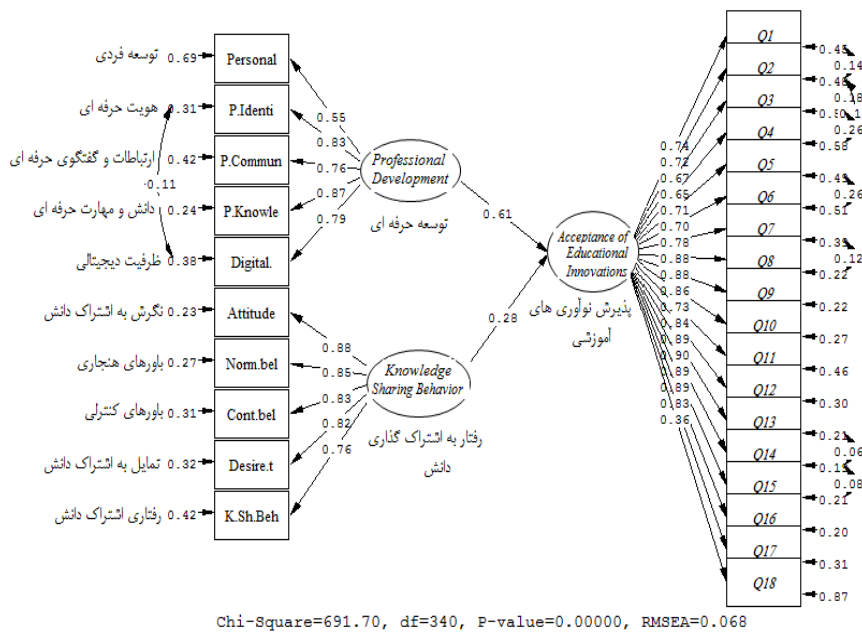 توسعه فردی 0.69 Personal
هویت حرفه ای 0.31 P.Identi
ارتباطات و گفتگوی حرفه ای 0.42 P.Commun
-0.11
دانش و مهارت حرفه ای 0.24 P.Knowle
ظرفیت دیجیتالی 0.38 Digital.
نگرش به اشتراک دانش 0.23 Attitude
باورهای هنجاری 0.27 Norm.bel
باورهای کنترلی 0.31 Cont.bel
تمایل به اشتراک دانش 0.32 Desire.t
رفتاری اشتراک دانش 0.42 K.Sh.Beh
0.55
0.83
0.76
0.87
0.79
Professional
Development
توسعه حرفه ای
0.61
0.88
0.85
0.83
0.82
0.76
Knowledge
Sharing Behavior
رفتار به اشتراک گذاری
دانش
0.28
Acceptance of
Educational
Innovations
پذیرش نوآوری های
آموزشی
0.74
0.72
0.67
0.65
0.71
0.70
0.78
0.88
0.88
0.86
0.73
0.84
0.89
0.90
0.89
0.89
0.83
0.36
Q1
Q2
Q3
Q4
Q5
Q6
Q7
Q8
Q9
Q10
Q11
Q12
Q13
Q14
Q15
Q16
Q17
Q18
0.45
0.14
0.48
0.18
0.26
0.58
0.26
0.51
0.39
0.12
0.22
0.22
0.27
0.46
0.30
0.21
0.06
0.19
0.08
0.21
0.20
0.31
0.87
Chi-Square=691.70, df=340, P-value=0.00000, RMSEA=0.068